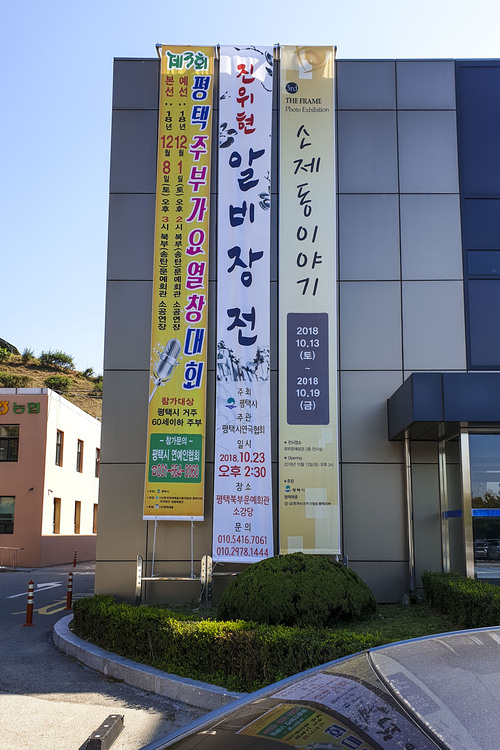 제3회
평택주부가요열창대회
예선 : 18년 12월 1일(토) 오후 2시 북부(송탄)문예회관 소공연장
본선 : 18년 12월 8일(토) 오후 3시 북부(송탄)문예회관 소공연장
참가대상
평택시 거주
60세이하 주부
참가문의
평택시 연예인협회
진위현
알비장전
주최
평택시
주관
평택시연극협회
일시
2018.10.23
오후 2:30
장소
평택북부문예회관
소강당
문의
010.5416.7061
010.2978.1444
3rd
THE FRAME
Photo Exhibition
소제동이야기
2018
10.13
(토)
~
2018
10.19
(금)
Opening
농협